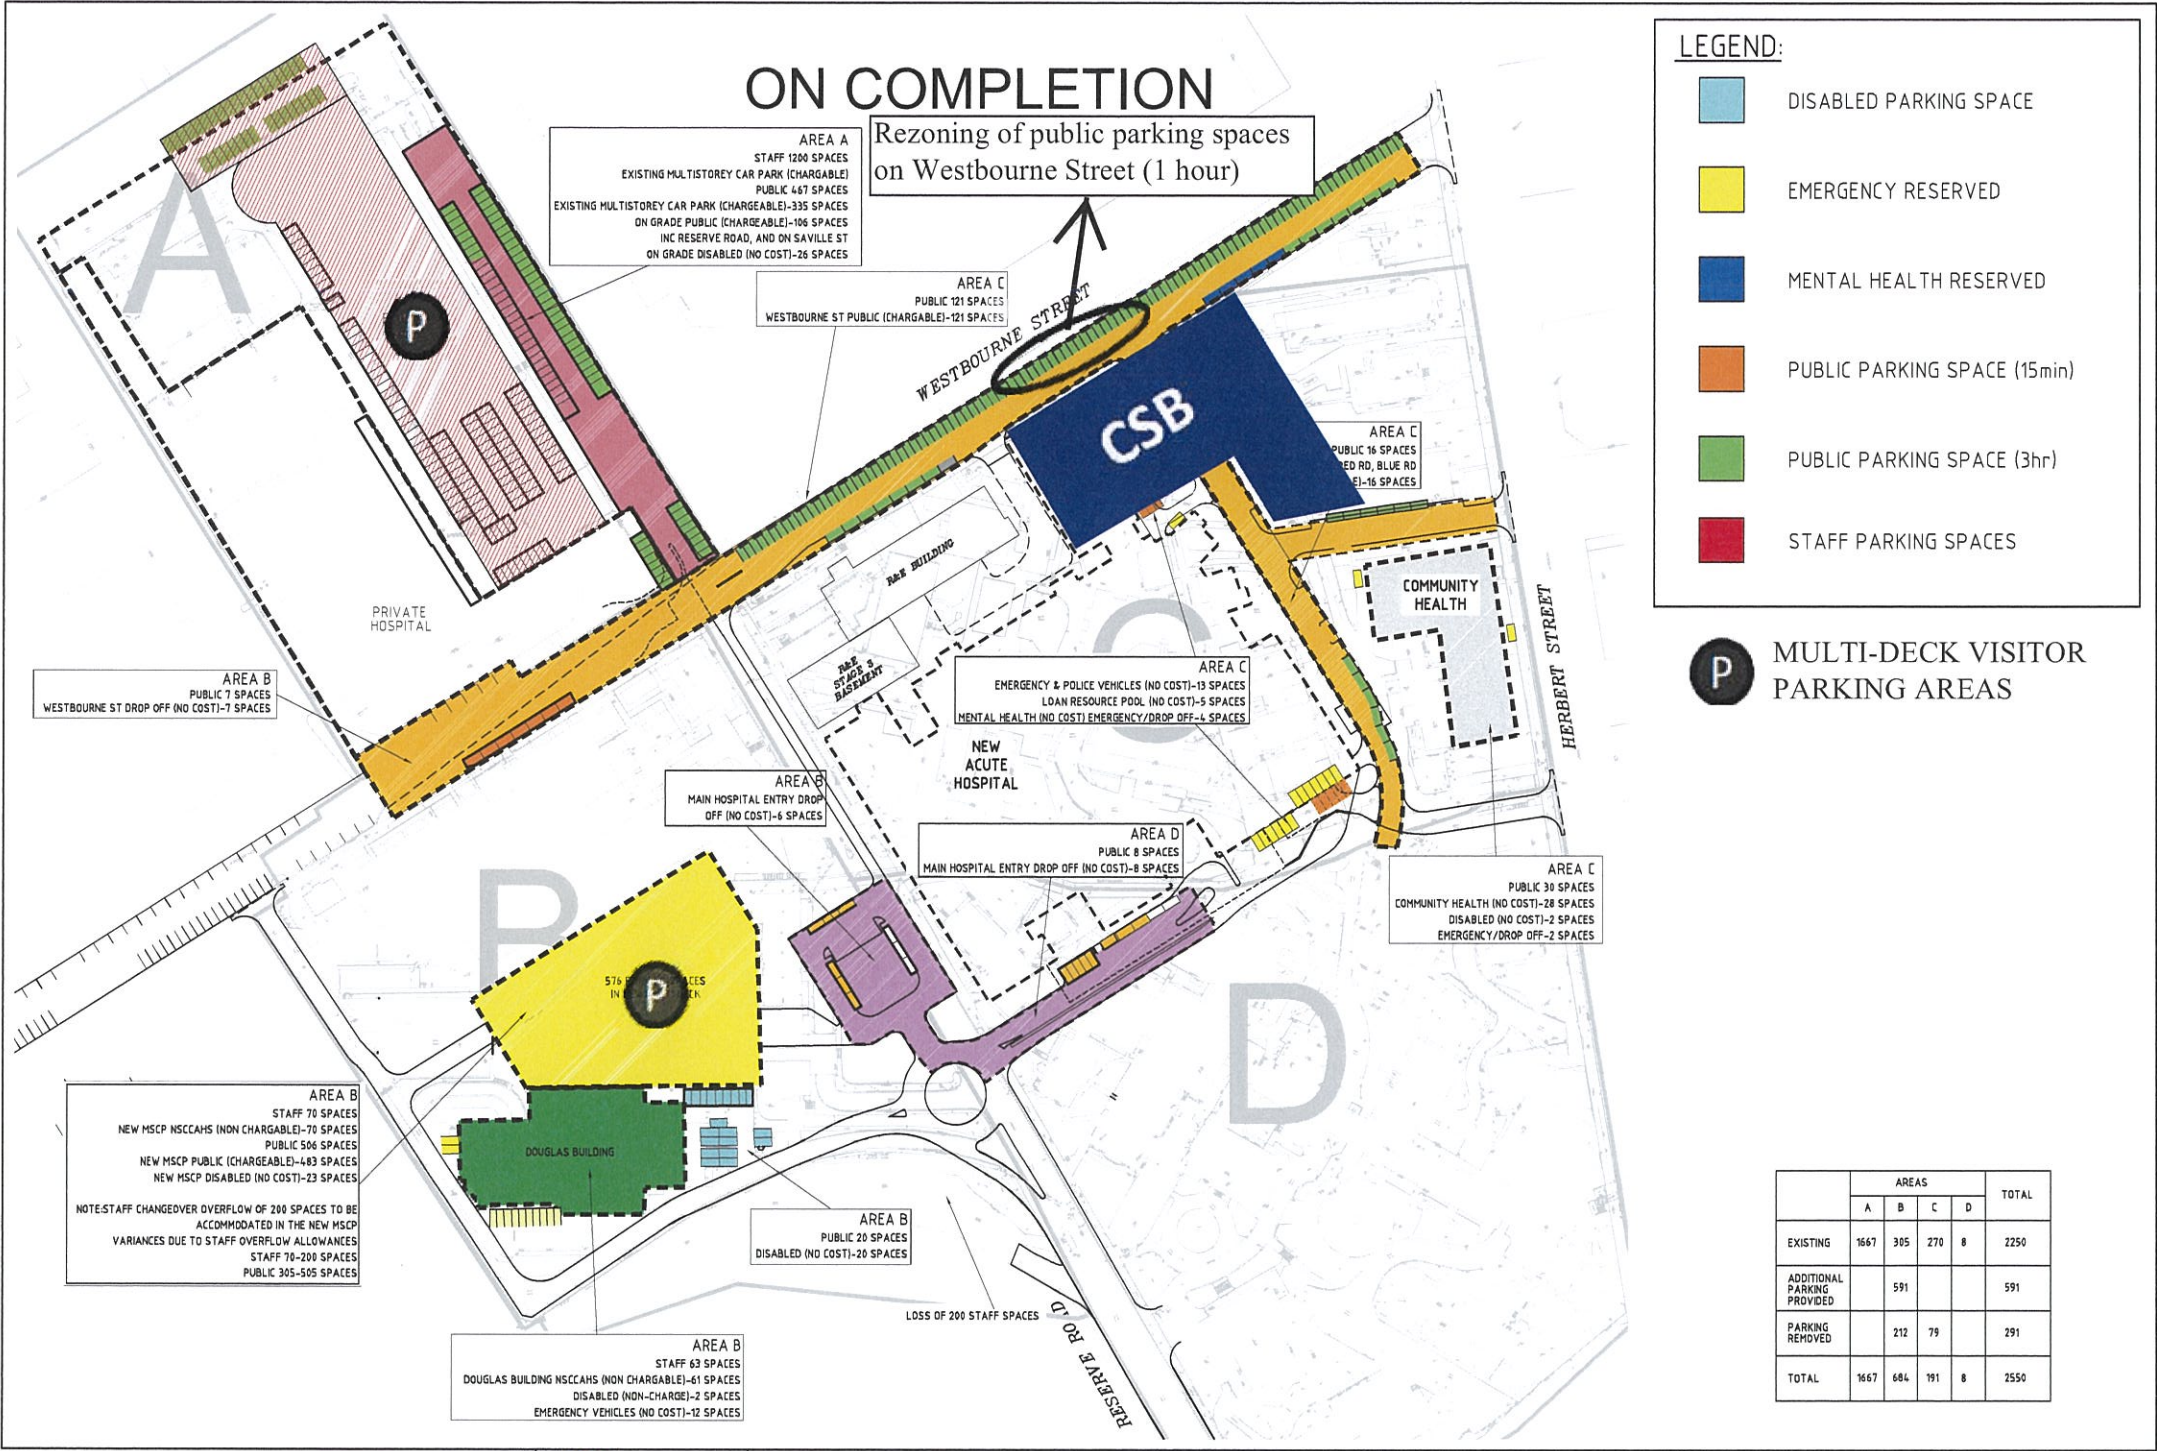 ON COMPLETION
Rezoning of public parking spaces
on Westbourne Street (1 hour)
A
AREA A
STAFF 1200 SPACES
EXISTING MULTISTOREY CAR PARK (CHARGABLE)
PUBLIC 467 SPACES
EXISTING MULTISTOREY CAR PARK (CHARGEABLE)-335 SPACES
ON GRADE PUBLIC (CHARGEABLE)-106 SPACES
INC RESERVE ROAD, AND ON SAVILLE ST
ON GRADE DISABLED (NO COST)-26 SPACES
P
AREA C
PUBLIC 121 SPACES
WESTBOURNE ST PUBLIC (CHARGABLE)-121 SPACES
WESTBOURNE STREET
CSB
AREA C
PUBLIC 16 SPACES
RED RD, BLUE RD
E)-16 SPACES
R&E BUILDING
R&E
STAGE 3
BASEMENT
COMMUNITY
HEALTH
HERBERT STREET
PRIVATE
HOSPITAL
C
AREA C
EMERGENCY & POLICE VEHICLES (NO COST)-13 SPACES
LOAN RESOURCE POOL (NO COST)-5 SPACES
MENTAL HEALTH (NO COST) EMERGENCY/DROP OFF-4 SPACES
NEW
ACUTE
HOSPITAL
AREA B
PUBLIC 7 SPACES
WESTBOURNE ST DROP OFF (NO COST)-7 SPACES
AREA B
MAIN HOSPITAL ENTRY DROP
OFF (NO COST)-6 SPACES
AREA D
PUBLIC 8 SPACES
MAIN HOSPITAL ENTRY DROP OFF (NO COST)-8 SPACES
AREA C
PUBLIC 30 SPACES
COMMUNITY HEALTH (NO COST)-28 SPACES
DISABLED (NO COST)-2 SPACES
EMERGENCY/DROP OFF-2 SPACES
B
576
IN
P
D
AREA B
STAFF 70 SPACES
NEW MSCP NSCCAHS (NON CHARGABLE)-70 SPACES
PUBLIC 506 SPACES
NEW MSCP PUBLIC (CHARGEABLE)-483 SPACES
NEW MSCP DISABLED (NO COST)-23 SPACES
NOTE:STAFF CHANGEOVER OVERFLOW OF 200 SPACES TO BE
ACCOMMODATED IN THE NEW MSCP
VARIANCES DUE TO STAFF OVERFLOW ALLOWANCES
STAFF 70-200 SPACES
PUBLIC 305-505 SPACES
DOUGLAS BUILDING
AREA B
PUBLIC 20 SPACES
DISABLED (NO COST)-20 SPACES
LOSS OF 200 STAFF SPACES
RESERVE ROAD
AREA B
STAFF 63 SPACES
DOUGLAS BUILDING NSCCAHS (NON CHARGABLE)-61 SPACES
DISABLED (NON-CHARGE)-2 SPACES
EMERGENCY VEHICLES (NO COST)-12 SPACES
LEGEND:
DISABLED PARKING SPACE
EMERGENCY RESERVED
MENTAL HEALTH RESERVED
PUBLIC PARKING SPACE (15min)
PUBLIC PARKING SPACE (3hr)
STAFF PARKING SPACES
P
MULTI-DECK VISITOR
PARKING AREAS
AREAS TOTAL
A B C D
EXISTING 1667 305 270 8 2250
ADDITIONAL
PARKING
PROVIDED 591 591
PARKING
REMOVED 212 79 291
TOTAL 1667 684 191 8 2550